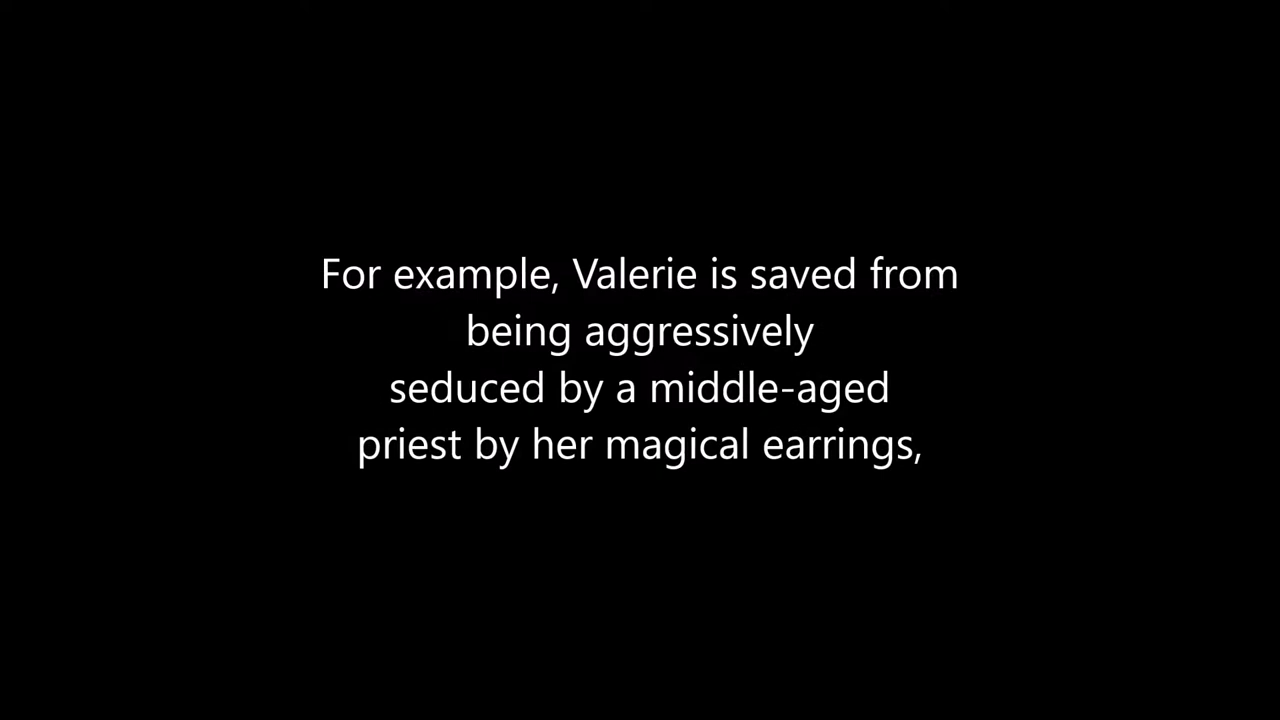 For example, Valerie is saved from
being aggressively
seduced by a middle-aged
priest by her magical earrings,